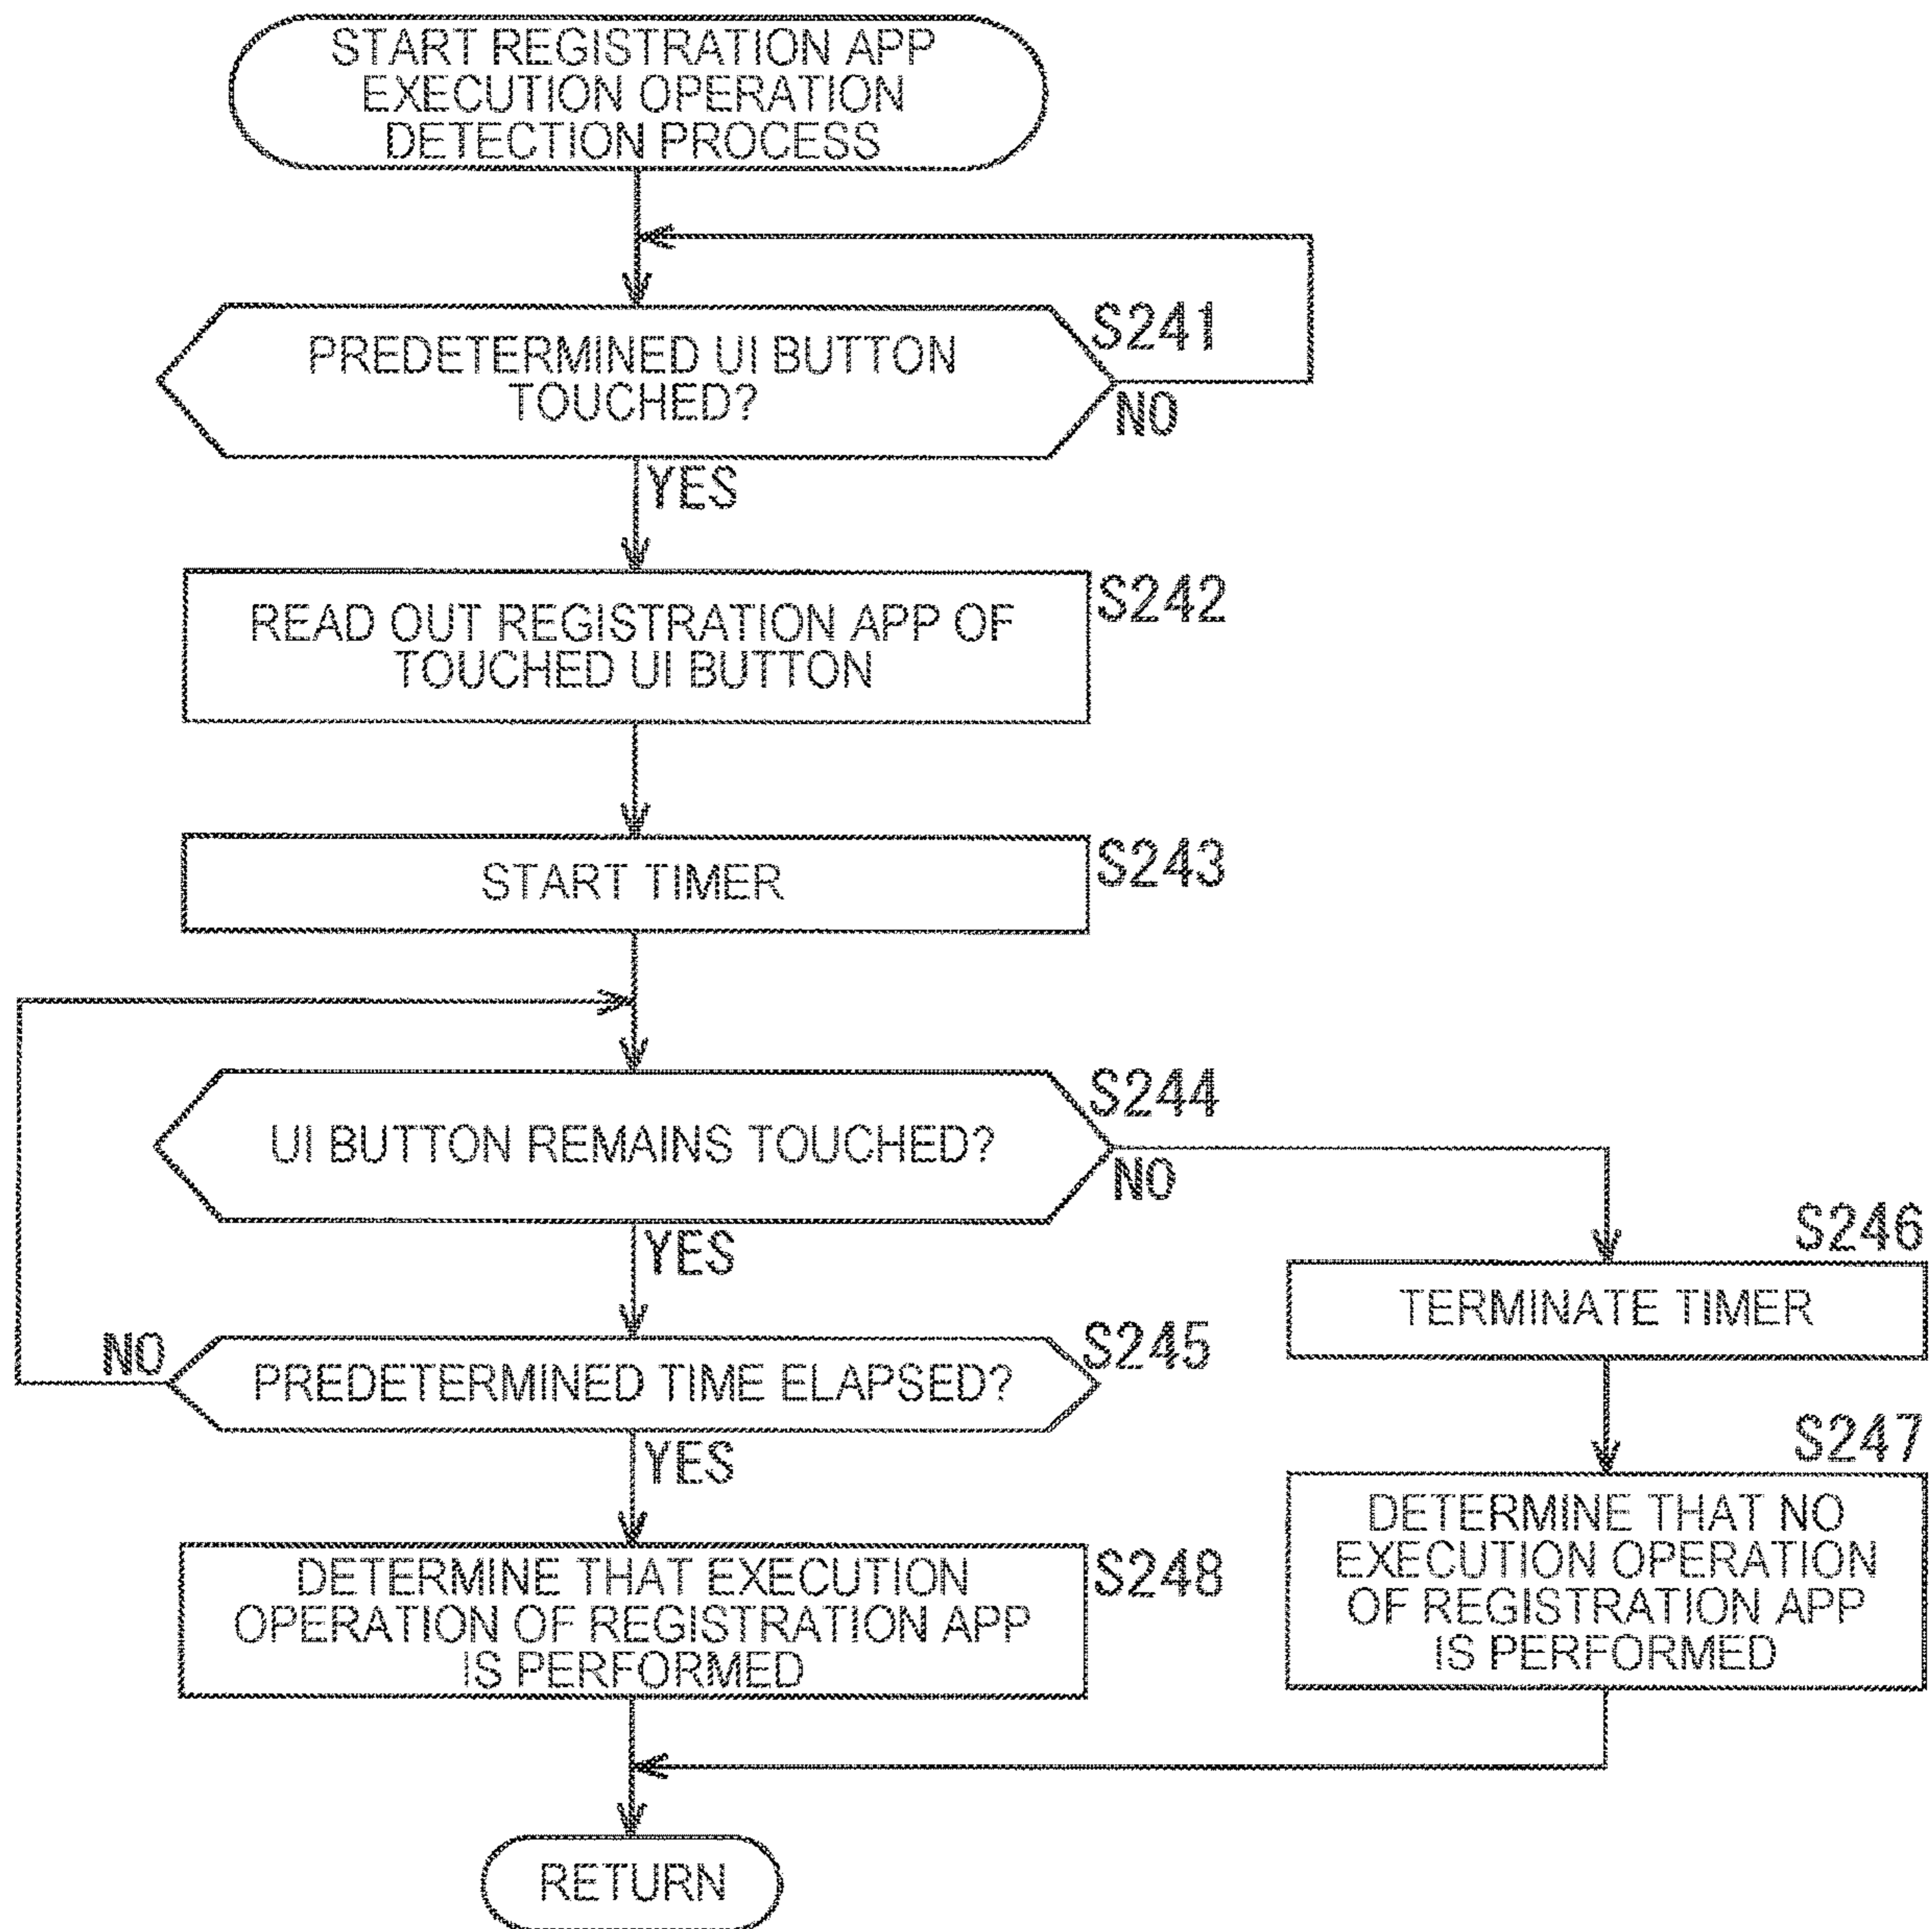 START REGISTRATION APP
EXECUTION OPERATION
DETECTION PROCESS
S241
PREDETERMINED UI BUTTON
TOUCHED?
NO
YES
S242
READ OUT REGISTRATION APP OF
TOUCHED UI BUTTON
S243
START TIMER
S244
UI BUTTON REMAINS TOUCHED?
NO
YES
S246
TERMINATE TIMER
NO
S245
PREDETERMINED TIME ELAPSED?
YES
S247
DETERMINE THAT NO
EXECUTION OPERATION
OF REGISTRATION APP
IS PERFORMED
S248
DETERMINE THAT EXECUTION
OPERATION OF REGISTRATION APP
IS PERFORMED
RETURN